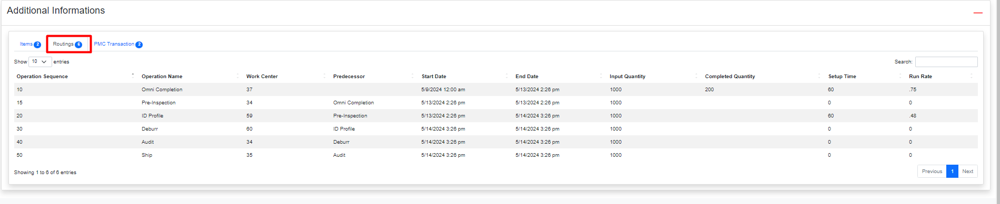 Additional Informations
Items 2 Routings 6 PMC Transaction 2
Show 10 entries Search:
Operation Sequence Operation Name Work Center Predecessor Start Date End Date Input Quantity Completed Quantity Setup Time Run Rate
10 Omni Completion 37 5/9/2024 12:00 am 5/13/2024 2:26 pm 1000 200 60 .75
15 Pre-Inspection 34 Omni Completion 5/13/2024 2:26 pm 5/13/2024 2:26 pm 1000 0 0
20 ID Profile 59 Pre-Inspection 5/13/2024 2:26 pm 5/14/2024 3:26 pm 1000 60 .48
30 Deburr 60 ID Profile 5/14/2024 3:26 pm 5/14/2024 3:26 pm 1000 0 0
40 Audit 34 Deburr 5/14/2024 3:26 pm 5/14/2024 3:26 pm 1000 0 0
50 Ship 35 Audit 5/14/2024 3:26 pm 5/14/2024 3:26 pm 1000 0 0
Showing 1 to 6 of 6 entries Previous 1 Next